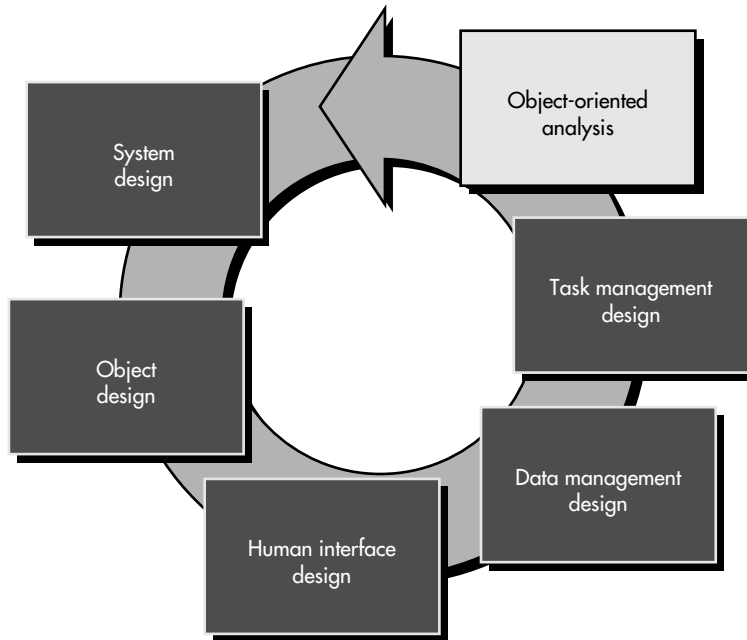 Object-oriented
analysis
System
design
Task management
design
Object
design
Data management
design
Human interface
design